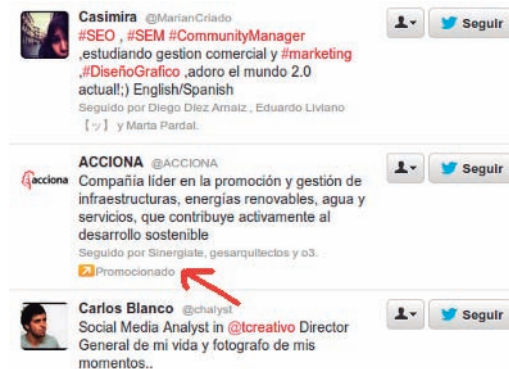 Casimira @MarianCriado
Seguir
#SEO , #SEM #CommunityManager
,estudiando gestion comercial y #marketing
,#DiseñoGrafico ,adoro el mundo 2.0
actual!;) English/Spanish
Seguido por Diego Díez Arnaiz , Eduardo Liviano
【ツ】 y Marta Pardal.
ACCIONA @ACCIONA
Seguir
acciona
Compañía líder en la promoción y gestión de
infraestructuras, energías renovables, agua y
servicios, que contribuye activamente al
desarrollo sostenible
Seguido por Sinergiate, gesarquitectos y o3.
Promocionado
Carlos Blanco @chalyst
Seguir
Social Media Analyst in @tcreativo Director
General de mi vida y fotografo de mis
momentos..